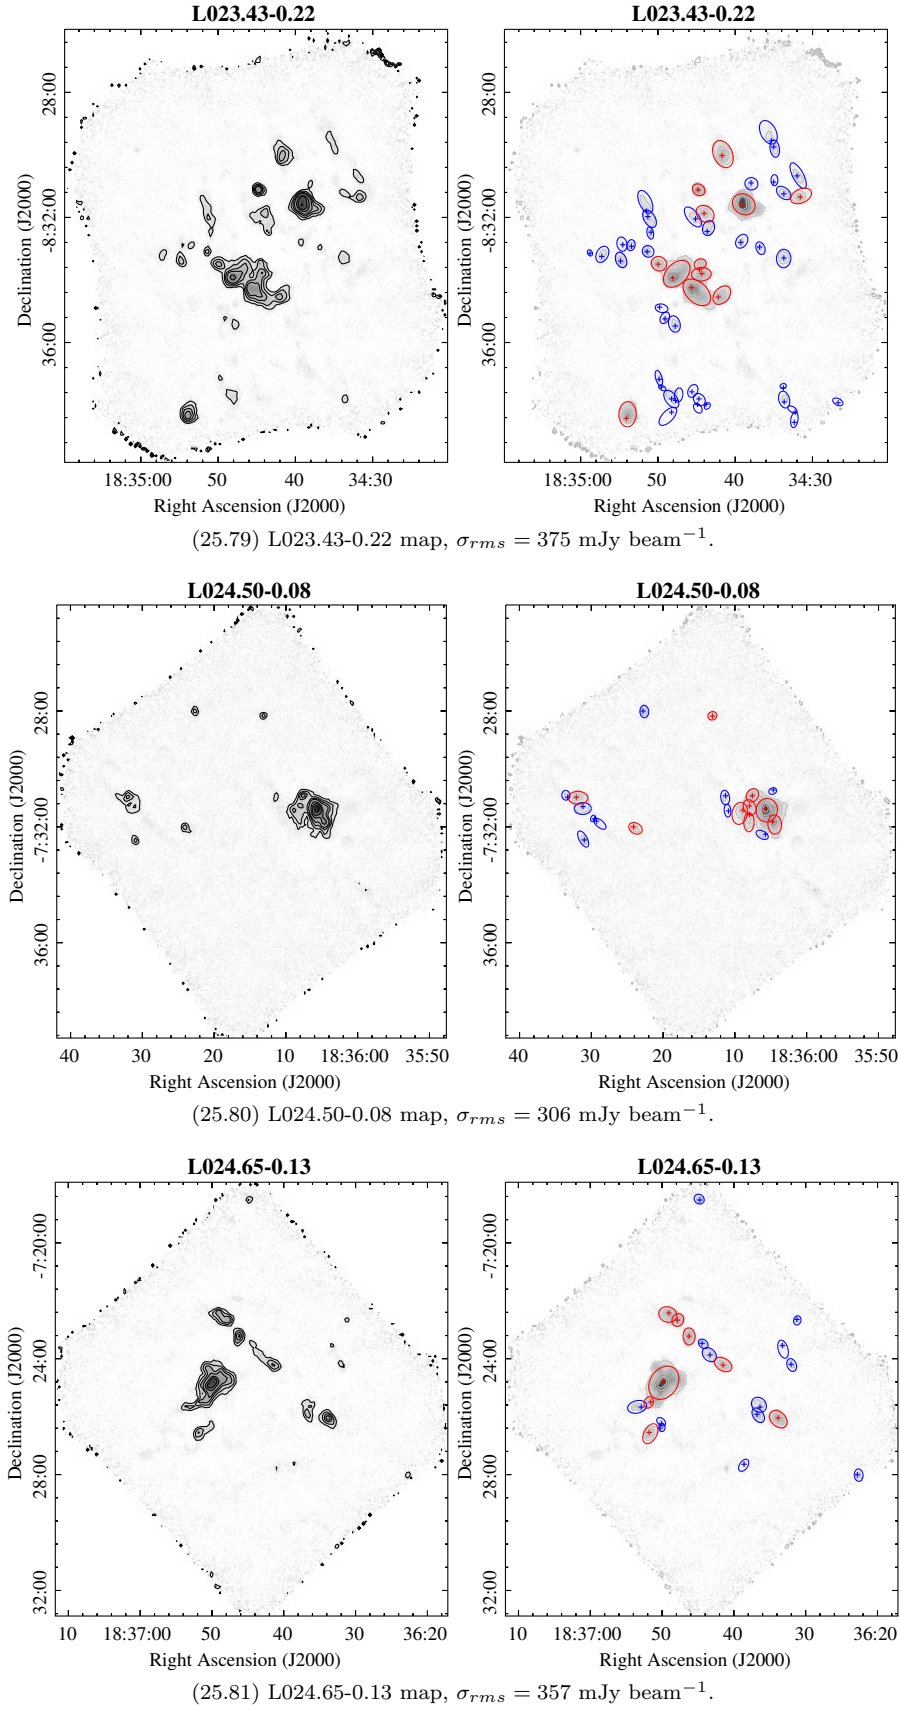 L023.43-0.22 L023.43-0.22
Declination (J2000) Declination (J2000)
28:00 28:00
-8:32:00 -8:32:00
36:00 36:00
18:35:00 50 40 34:30 18:35:00 50 40 34:30
Right Ascension (J2000) Right Ascension (J2000)
(25.79) L023.43-0.22 map, σrms = 375 mJy beam−1.
L024.50-0.08 L024.50-0.08
Declination (J2000) Declination (J2000)
28:00 28:00
-7:32:00 -7:32:00
36:00 36:00
40 30 20 10 18:36:00 35:50 40 30 20 10 18:36:00 35:50
Right Ascension (J2000) Right Ascension (J2000)
(25.80) L024.50-0.08 map, σrms = 306 mJy beam−1.
L024.65-0.13 L024.65-0.13
Declination (J2000) Declination (J2000)
-7:20:00 -7:20:00
24:00 24:00
28:00 28:00
32:00 32:00
10 18:37:00 50 40 30 36:20 10 18:37:00 50 40 30 36:20
Right Ascension (J2000) Right Ascension (J2000)
(25.81) L024.65-0.13 map, σrms = 357 mJy beam−1.